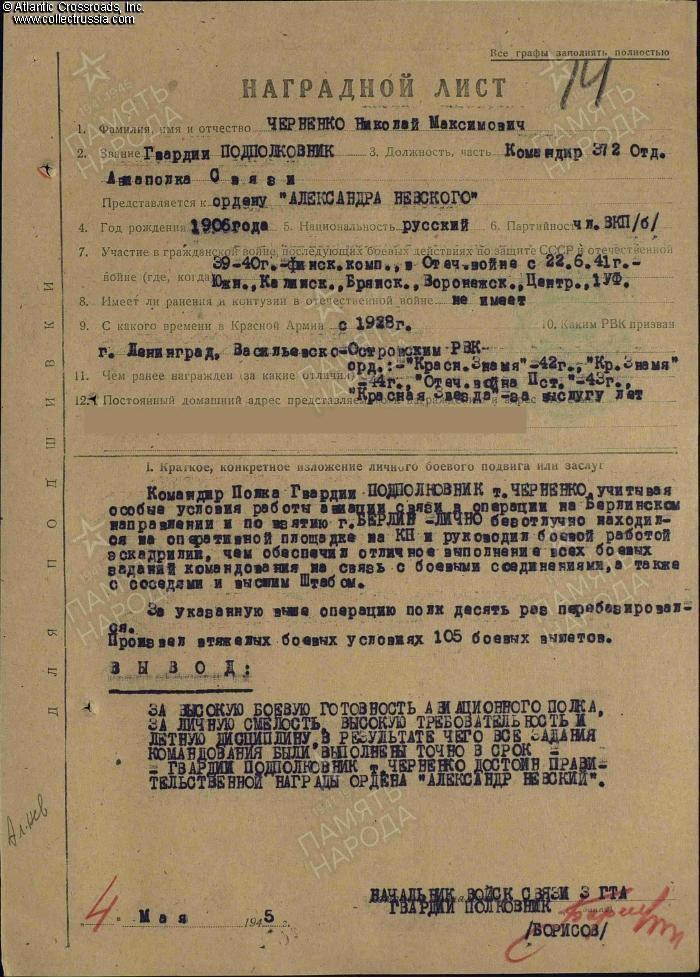 © Atlantic Crossroads, Inc.
www.collectrussia.com
Все графы заполнять полностью
14
НАГРАДНОЙ ЛИСТ
1. Фамилия, имя и отчество ЧЕРНЕНКО Николай Максимович
2. Звание Гвардии ПОДПОЛКОВНИК 3. Должность, часть Командир 372 Отд.
Авиаполка Связи
Представляется к ордену "АЛЕКСАНДРА НЕВСКОГО"
4. Год рождения 1906года 5. Национальность русский 6. Партийность чл.ВКП/б/
7. Участие в гражданской войне, последующих боевых действиях по защите СССР и отечественной
39-40г.-финск.комп., в Отеч.войне с 22.6.41г.-
войне (где, когда) Южн., Калинск., Брянск., Воронежск., Центр., 1УФ.
8. Имеет ли ранения и контузии в отечественной войне не имеет
9. С какого времени в Красной Армии с 1928г. 10. Каким РВК призван
г. Ленинград, Васильевско-Островским РВК-
орд.:-"Красн.Знамя"-42г., "Кр. Знамя"
11. Чем ранее награжден (за какие отличия) -44г., "Отеч.война Пст."-43г.,
"Красная Звезда"-за выслугу лет
12. Постоянный домашний адрес представляемого к награждению и адрес
I. Краткое, конкретное изложение личного боевого подвига или заслуг
Командир Полка Гвардии ПОДПОЛКОВНИК т.ЧЕРНЕНКО, учитывая
особые условия работы авиации связи в операции на Берлинском
направлении и по взятию г.БЕРЛИН -ЛИЧНО безотлучно находил-
ся на оперативной площадке на КП и руководил боевой работой
эскадрилии, чем обеспечил отличное выполнение всех боевых
заданий командования на связь с боевыми соединениями, а также
с соседями и высшим Штабом.
За указанную выше операцию полк десять раз перебазировал-
ся.
Произвел втяжелых боевых условиях 105 боевых вылетов.
ВЫВОД:
ЗА ВЫСОКУЮ БОЕВУЮ ГОТОВНОСТЬ АВИАЦИОННОГО ПОЛКА,
ЗА ЛИЧНУЮ СМЕЛОСТЬ, ВЫСОКУЮ ТРЕБОВАТЕЛЬНОСТЬ И
ЛЕТНУЮ ДИСЦИПЛИНУ, В РЕЗУЛЬТАТЕ ЧЕГО ВСЕ ЗАДАНИЯ
КОМАНДОВАНИЯ БЫЛИ ВЫПОЛНЕНЫ ТОЧНО В СРОК -
- ГВАРДИИ ПОДПОЛКОВНИК т. ЧЕРНЕНКО ДОСТОИН ПРАВИ-
ТЕЛЬСТВЕННОЙ НАГРАДЫ ОРДЕНА "АЛЕКСАНДР НЕВСКИЙ".
НАЧАЛЬНИК ВОЙСК СВЯЗИ 3 ГТА
ГВАРДИИ ПОЛКОВНИК
/БОРИСОВ/
"4" Мая 1945 г.
ДЛЯ ПОДШИВКИ
Ал.Нев
ПАМЯТЬ НАРОДА